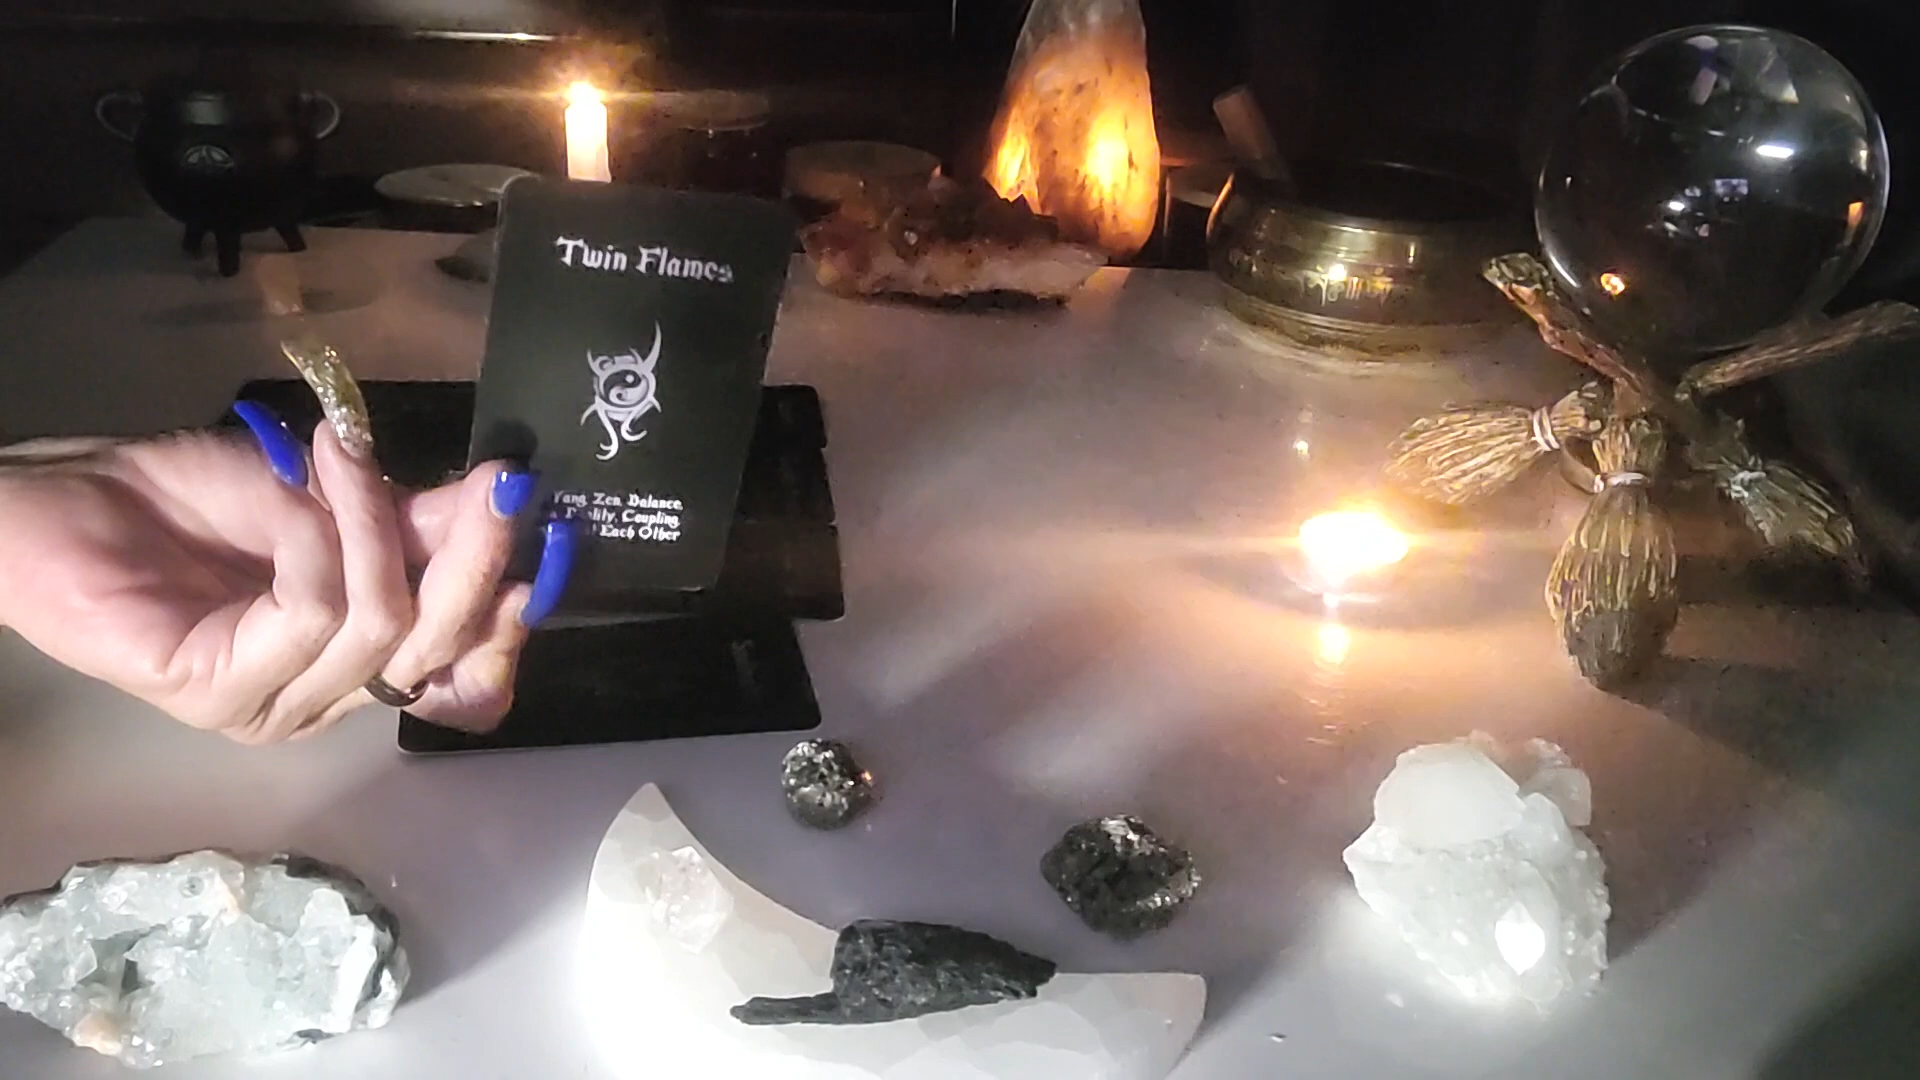 Twin Flames
Yang, Zen, Balance,
Duality, Coupling,
Each Other